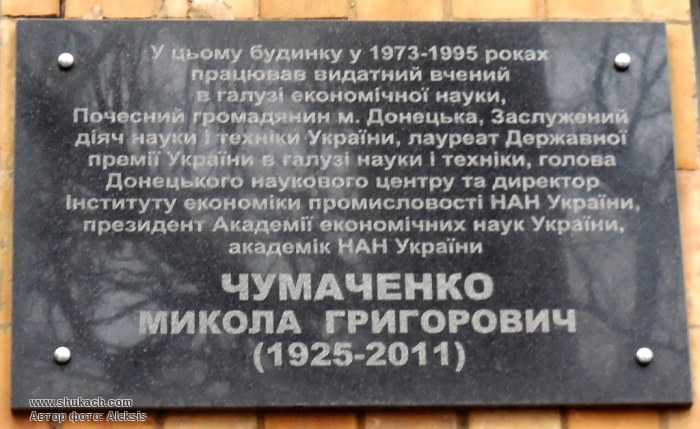 У цьому будинку у 1973-1995 роках
працював видатний вчений
в галузі економічної науки,
Почесний громадянин м. Донецька, Заслужений
діяч науки і техніки України, лауреат Державної
премії України в галузі науки і техніки, голова
Донецького наукового центру та директор
Інституту економіки промисловості НАН України,
президент Академії економічних наук України,
академік НАН України
ЧУМАЧЕНКО
МИКОЛА ГРИГОРОВИЧ
(1925-2011)
www.shukach.com
Автор фото: Aleksis